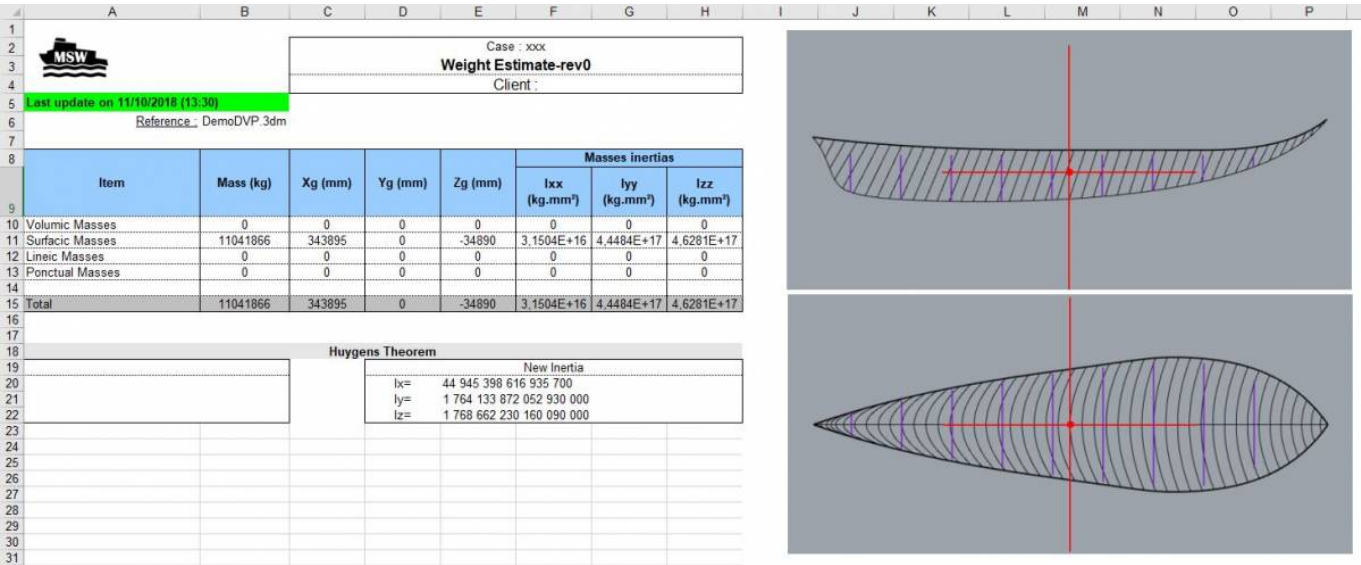 A B C D E F G H I J K L M N O P
1
2 MSW Case : xxx
3 Weight Estimate-rev0
4 Client :
5 Last update on 11/10/2018 (13:30)
6 Reference : DemoDVP.3dm
7
8 Masses inertias
9 Item Mass (kg) Xg (mm) Yg (mm) Zg (mm) Ixx (kg.mm²) Iyy (kg.mm²) Izz (kg.mm²)
10 Volumic Masses 0 0 0 0 0 0 0
11 Surfacic Masses 11041866 343895 0 -34890 3,1504E+16 4,4484E+17 4,6281E+17
12 Lineic Masses 0 0 0 0 0 0 0
13 Ponctual Masses 0 0 0 0 0 0 0
14
15 Total 11041866 343895 0 -34890 3,1504E+16 4,4484E+17 4,6281E+17
16
17
18 Huygens Theorem
19 New Inertia
20 Ix= 44 945 398 616 935 700
21 Iy= 1 764 133 872 052 930 000
22 Iz= 1 768 662 230 160 090 000
23
24
25
26
27
28
29
30
31